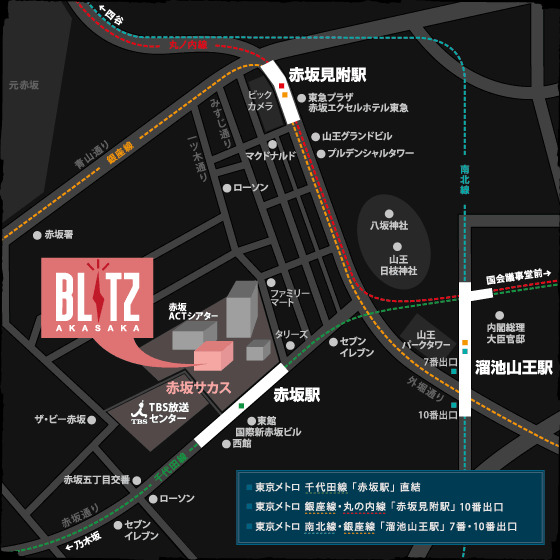 ←四谷
丸ノ内線
元赤坂
赤坂見附駅
ビック
カメラ
東急プラザ
赤坂エクセルホテル東急
みすじ通り
一ツ木通り
青山通り
銀座線
マクドナルド
山王グランドビル
プルデンシャルタワー
南北線
ローソン
赤坂署
八坂神社
山王
日枝神社
国会議事堂前→
BLITZ
AKASAKA
赤坂
ACTシアター
ファミリー
マート
タリーズ
セブン
イレブン
山王
パークタワー
内閣総理
大臣官邸
7番出口
溜池山王駅
外堀通り
10番出口
赤坂サカス
赤坂駅
TBS
TBS放送
センター
ザ・ビー赤坂
東館
国際新赤坂ビル
西館
千代田線
赤坂五丁目交番
ローソン
赤坂通り
セブン
イレブン
←乃木坂
東京メトロ 千代田線「赤坂駅」直結
東京メトロ 銀座線・丸の内線「赤坂見附駅」10番出口
東京メトロ 南北線・銀座線「溜池山王駅」7番・10番出口